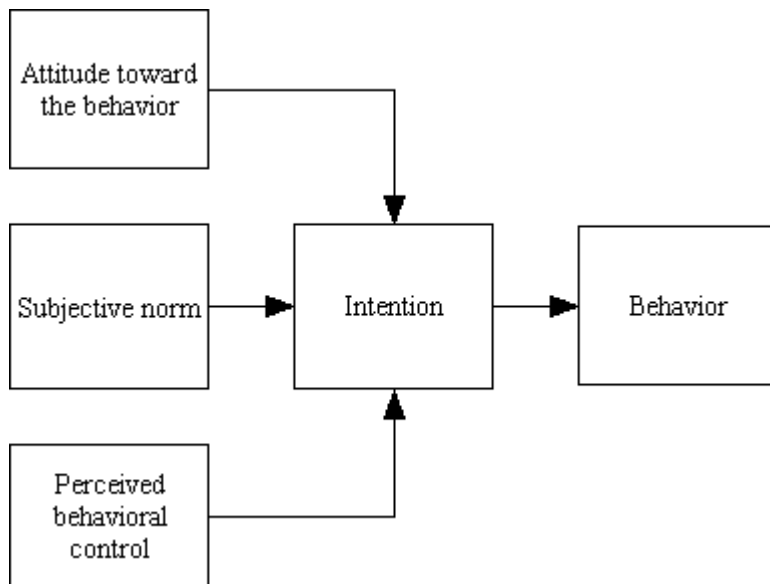 Attitude toward
the behavior
Subjective norm
Intention
Behavior
Perceived
behavioral
control